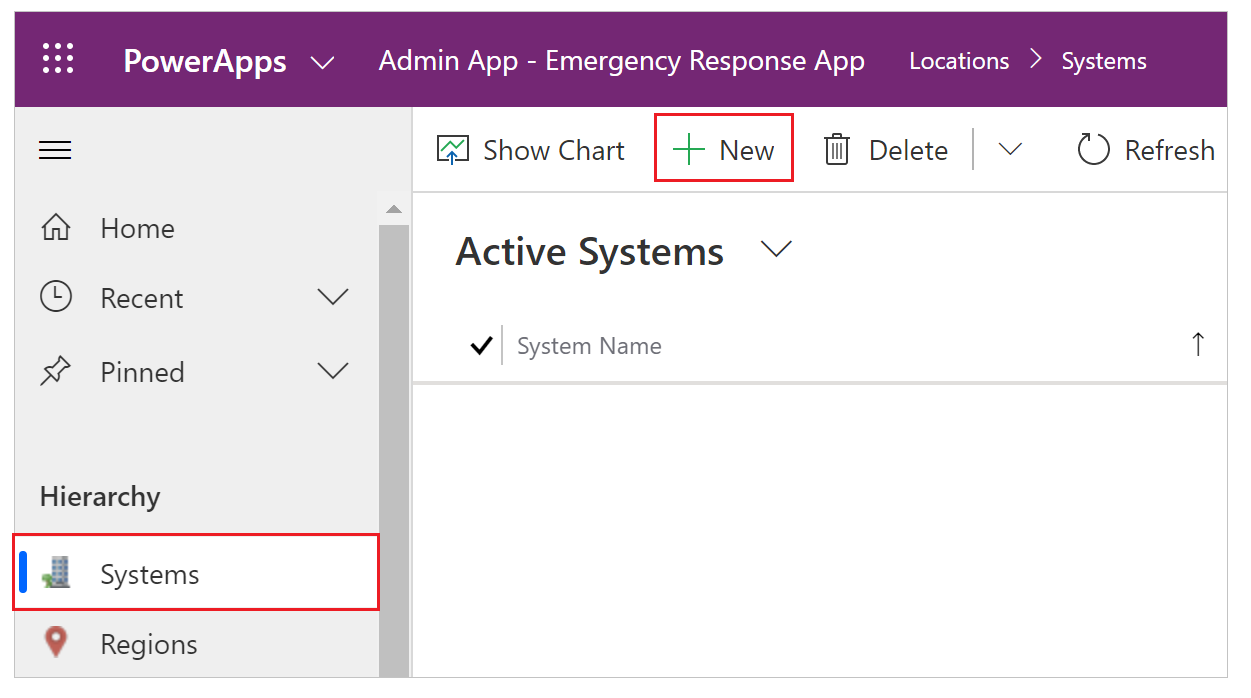 PowerApps
Admin App - Emergency Response App
Locations
Systems
Show Chart
New
Delete
Refresh
Home
Recent
Pinned
Hierarchy
Systems
Regions
Active Systems
System Name